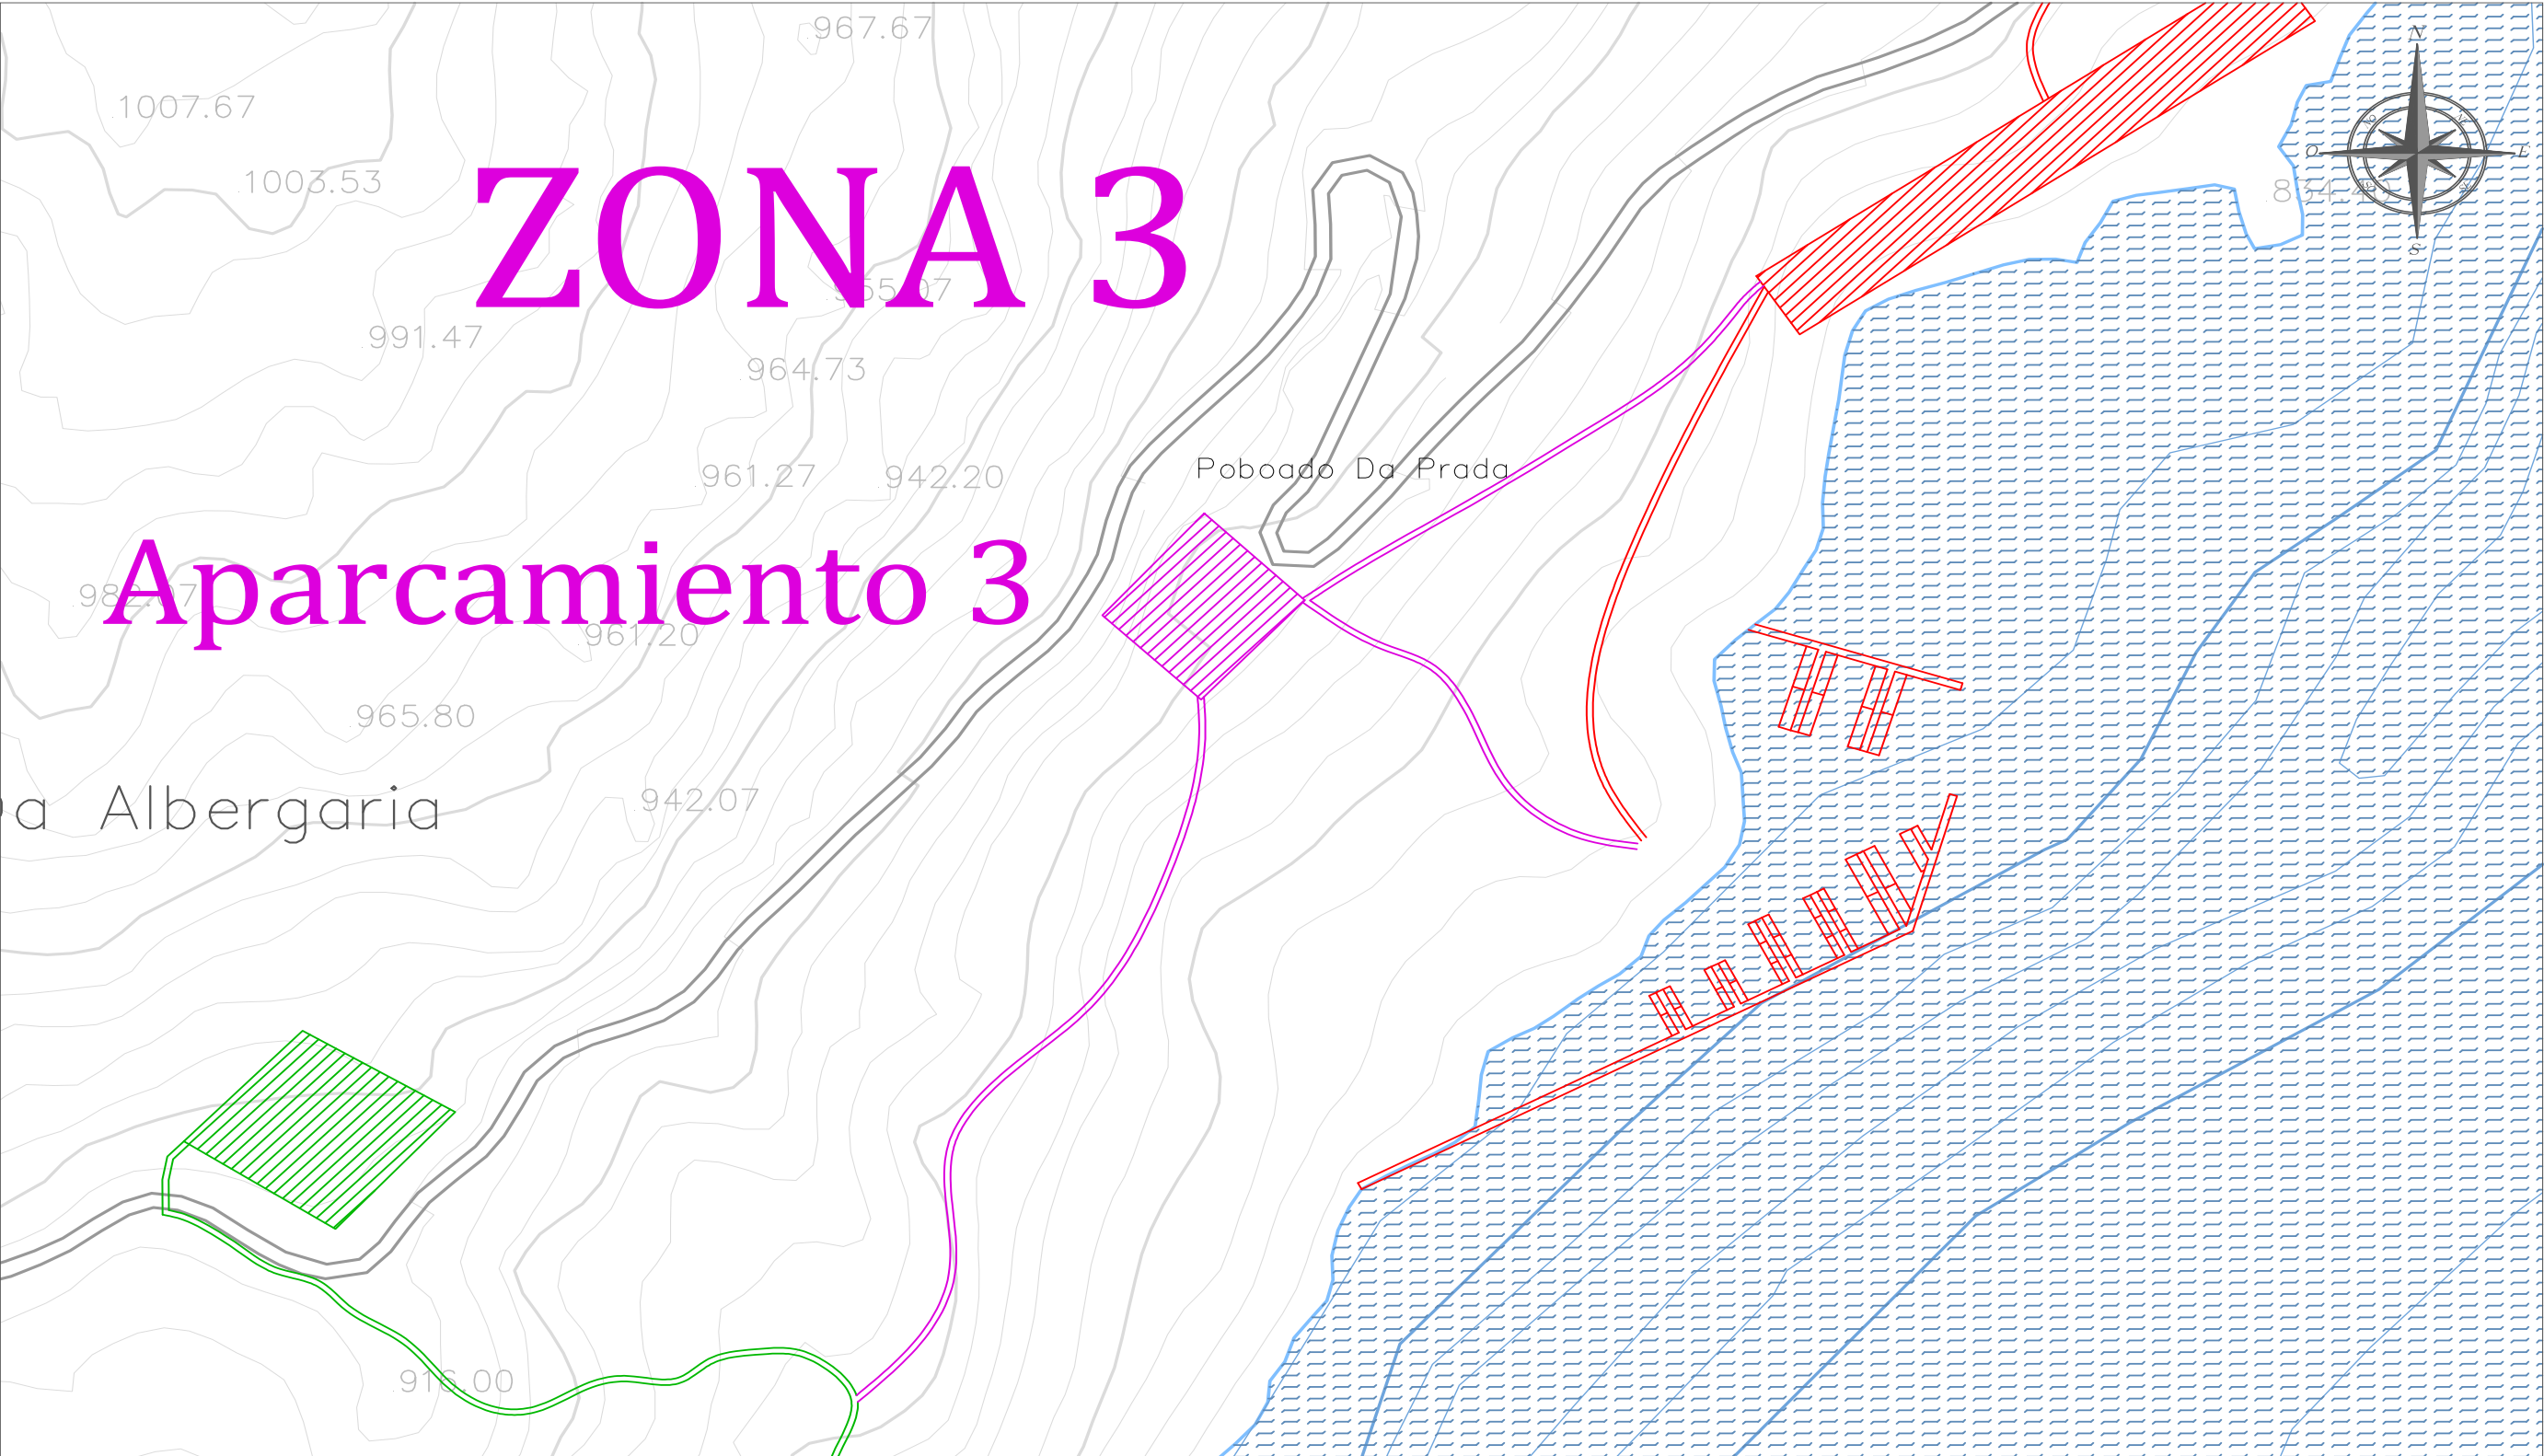 967.67
N
1007.67
O
E
1003.53
ZONA 3
S
991.47
964.73
961.27
942.20
Poboado Da Prada
Aparcamiento 3
961.20
965.80
942.07
a Albergaria
916.00